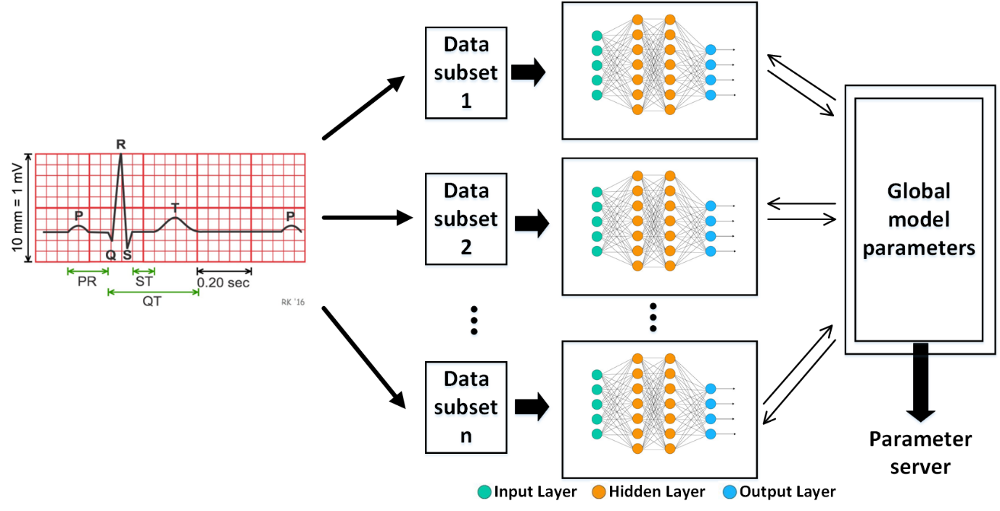 10 mm = 1 mV
R
P
T
P
Q
S
PR
ST
0.20 sec
QT
RK '16
Data
subset
1
Data
subset
2
Data
subset
n
Global
model
parameters
Parameter
server
Input Layer
Hidden Layer
Output Layer